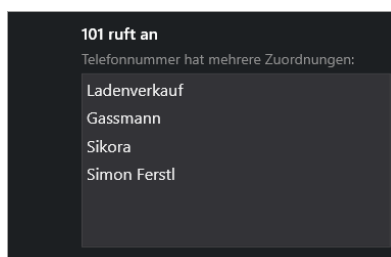 101 ruft an
Telefonnummer hat mehrere Zuordnungen:
Ladenverkauf
Gassmann
Sikora
Simon Ferstl